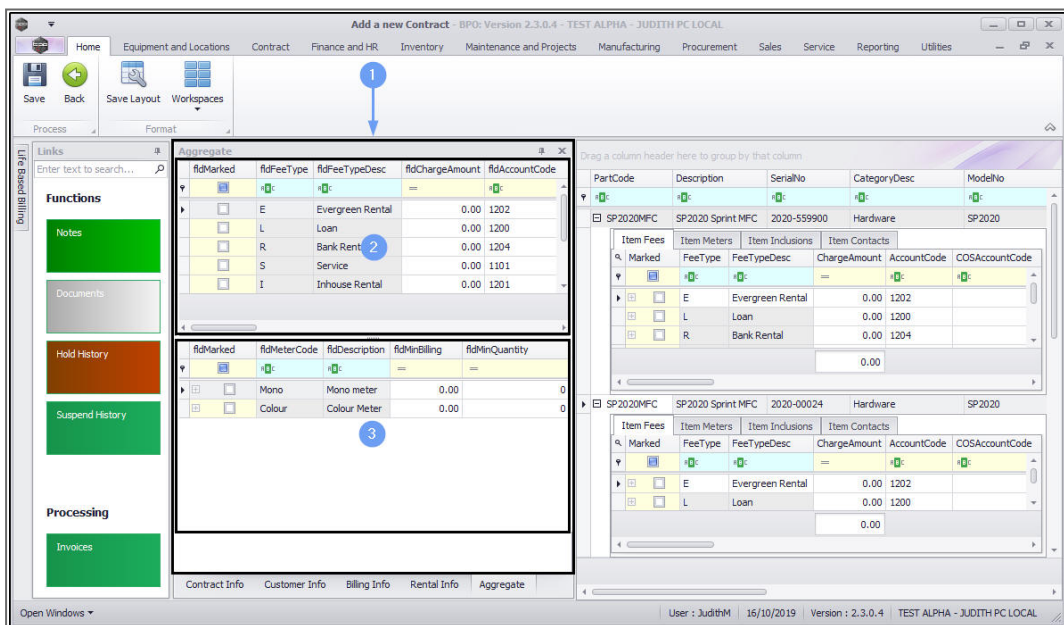 Add a new Contract - BPO: Version 2.3.0.4 - TEST ALPHA - JUDITH PC LOCAL
Home Equipment and Locations Contract Finance and HR Inventory Maintenance and Projects Manufacturing Procurement Sales Service Reporting Utilities
1
Save Back Save Layout Workspaces
Process Format
Life Based Billing
Links
Enter text to search...
Functions
Notes
Documents
Hold History
Suspend History
Processing
Invoices
Aggregate
fldMarked fldFeeType fldFeeTypeDesc fldChargeAmount fldAccountCode
E Evergreen Rental 0.00 1202
L Loan 0.00 1200
R Bank Rent 0.00 1204
2
S Service 0.00 1101
I Inhouse Rental 0.00 1201
fldMarked fldMeterCode fldDescription fldMinBilling fldMinQuantity
Mono Mono meter 0.00 0
Colour Colour Meter 0.00 0
3
Contract Info Customer Info Billing Info Rental Info Aggregate
Drag a column header here to group by that column
PartCode Description SerialNo CategoryDesc ModelNo
SP2020MFC SP2020 Sprint MFC 2020-559900 Hardware SP2020
Item Fees Item Meters Item Inclusions Item Contacts
Marked FeeType FeeTypeDesc ChargeAmount AccountCode COSAccountCode
E Evergreen Rental 0.00 1202
L Loan 0.00 1200
R Bank Rental 0.00 1204
0.00
SP2020MFC SP2020 Sprint MFC 2020-00024 Hardware SP2020
Item Fees Item Meters Item Inclusions Item Contacts
Marked FeeType FeeTypeDesc ChargeAmount AccountCode COSAccountCode
E Evergreen Rental 0.00 1202
L Loan 0.00 1200
0.00
Open Windows User : JudithM 16/10/2019 Version : 2.3.0.4 TEST ALPHA - JUDITH PC LOCAL